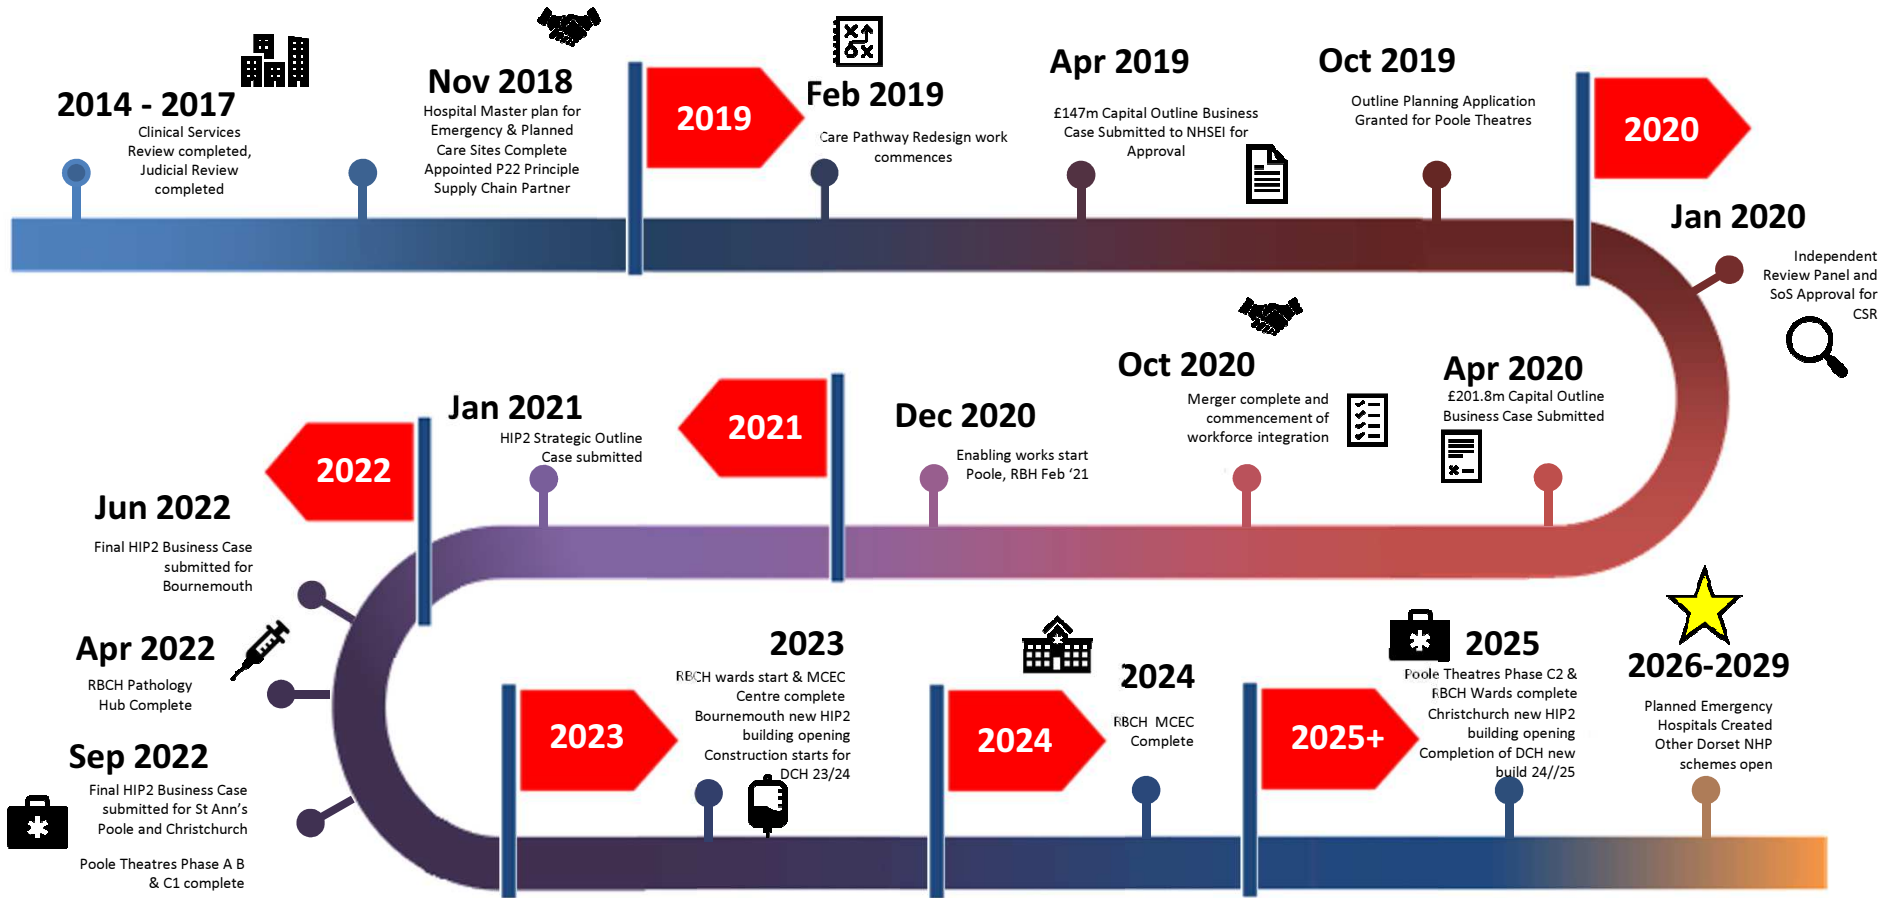 2014 - 2017
Clinical Services
Review completed,
Judicial Review
completed
Nov 2018
Hospital Master plan for
Emergency & Planned
Care Sites Complete
Appointed P22 Principle
Supply Chain Partner
2019
Feb 2019
Care Pathway Redesign work
commences
Apr 2019
£147m Capital Outline Business
Case Submitted to NHSEI for
Approval
Oct 2019
Outline Planning Application
Granted for Poole Theatres
2020
Jan 2020
Independent
Review Panel and
SoS Approval for
CSR
Apr 2020
£201.8m Capital Outline
Business Case Submitted
Oct 2020
Merger complete and
commencement of
workforce integration
Dec 2020
Enabling works start
Poole, RBH Feb ‘21
2021
Jan 2021
HIP2 Strategic Outline
Case submitted
2022
Jun 2022
Final HIP2 Business Case
submitted for
Bournemouth
Apr 2022
RBCH Pathology
Hub Complete
Sep 2022
Final HIP2 Business Case
submitted for St Ann’s
Poole and Christchurch
Poole Theatres Phase A B
& C1 complete
2023
2023
RBCH wards start & MCEC
Centre complete
Bournemouth new HIP2
building opening
Construction starts for
DCH 23/24
2024
2024
RBCH MCEC
Complete
2025+
2025
Poole Theatres Phase C2 &
RBCH Wards complete
Christchurch new HIP2
building opening
Completion of DCH new
build 24//25
2026-2029
Planned Emergency
Hospitals Created
Other Dorset NHP
schemes open